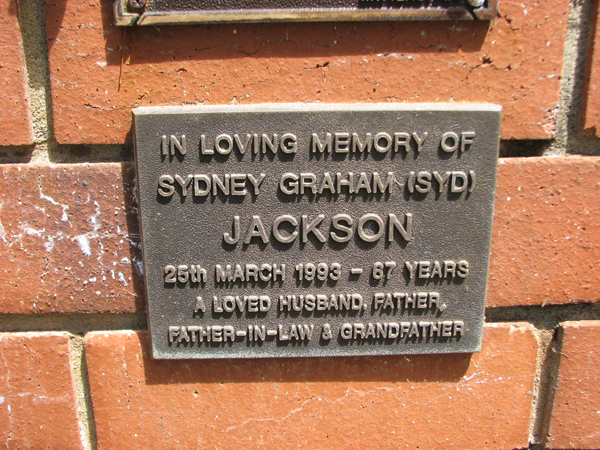 IN LOVING MEMORY OF
SYDNEY GRAHAM (SYD)
JACKSON
25th MARCH 1993 - 67 YEARS
A LOVED HUSBAND, FATHER,
FATHER-IN-LAW & GRANDFATHER